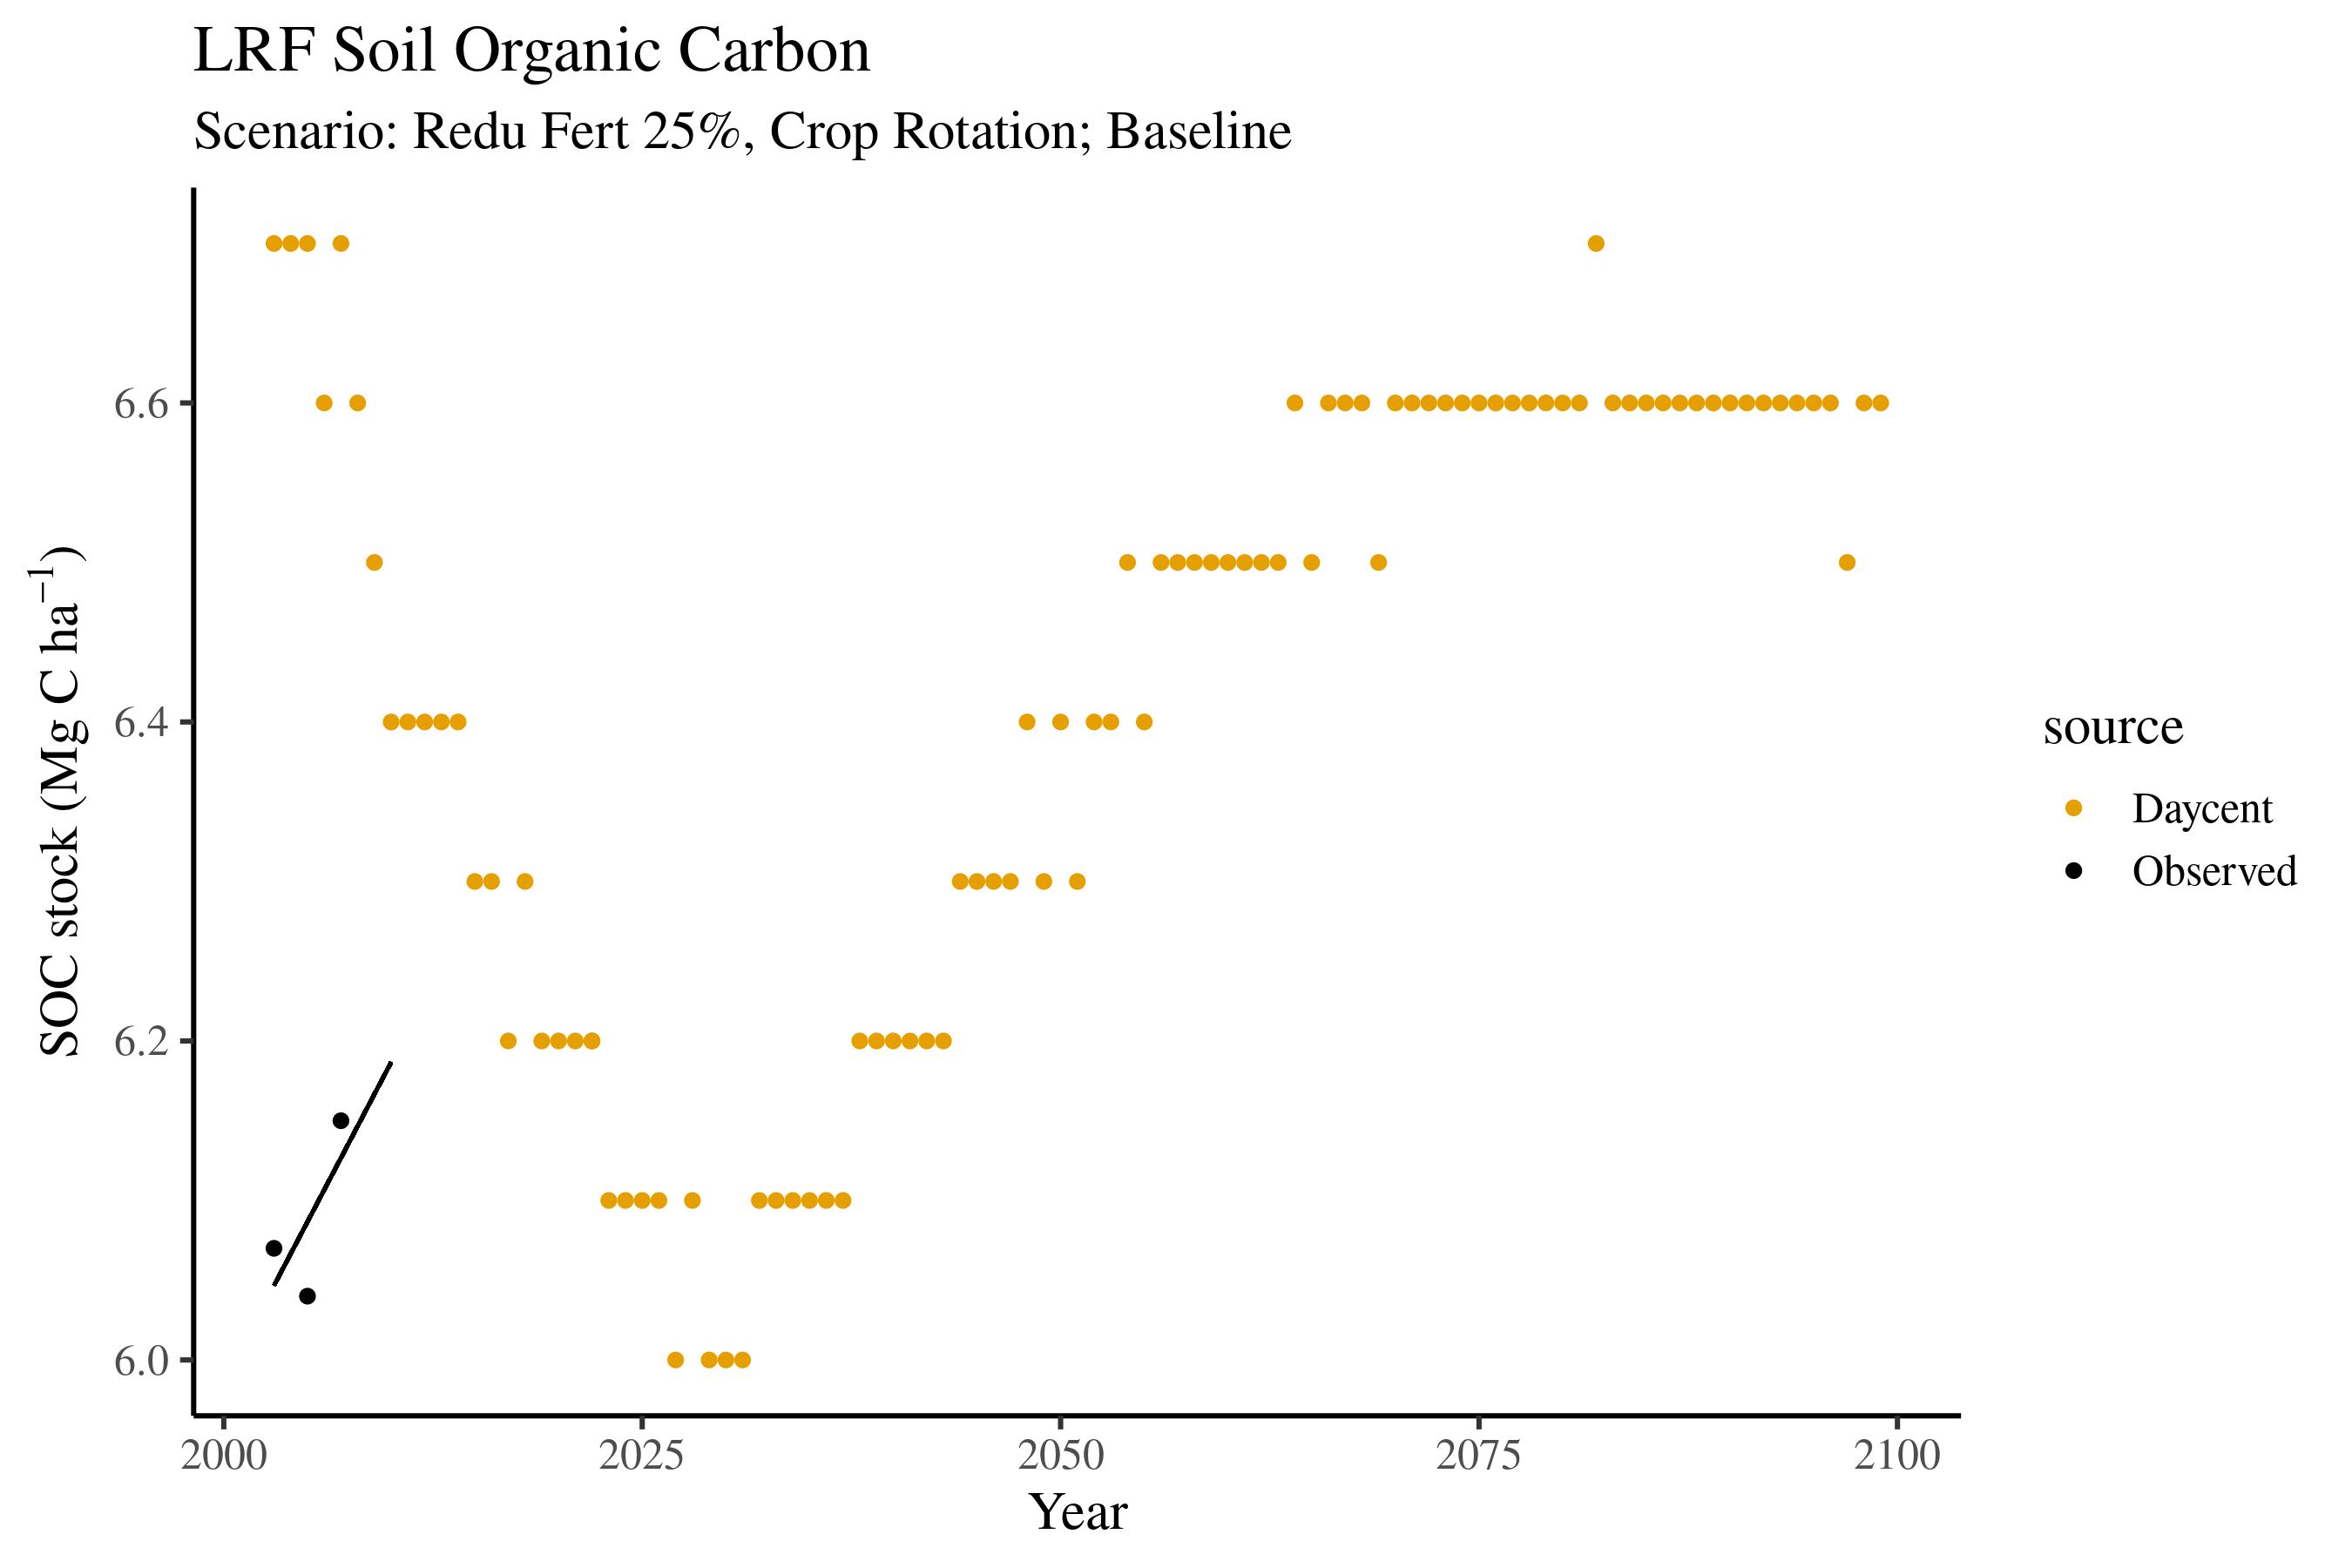 LRF Soil Organic Carbon
Scenario: Redu Fert 25%, Crop Rotation; Baseline
SOC stock (Mg C ha⁻¹)
6.6
6.4
6.2
6.0
2000 2025 2050 2075 2100
Year
source
Daycent
Observed